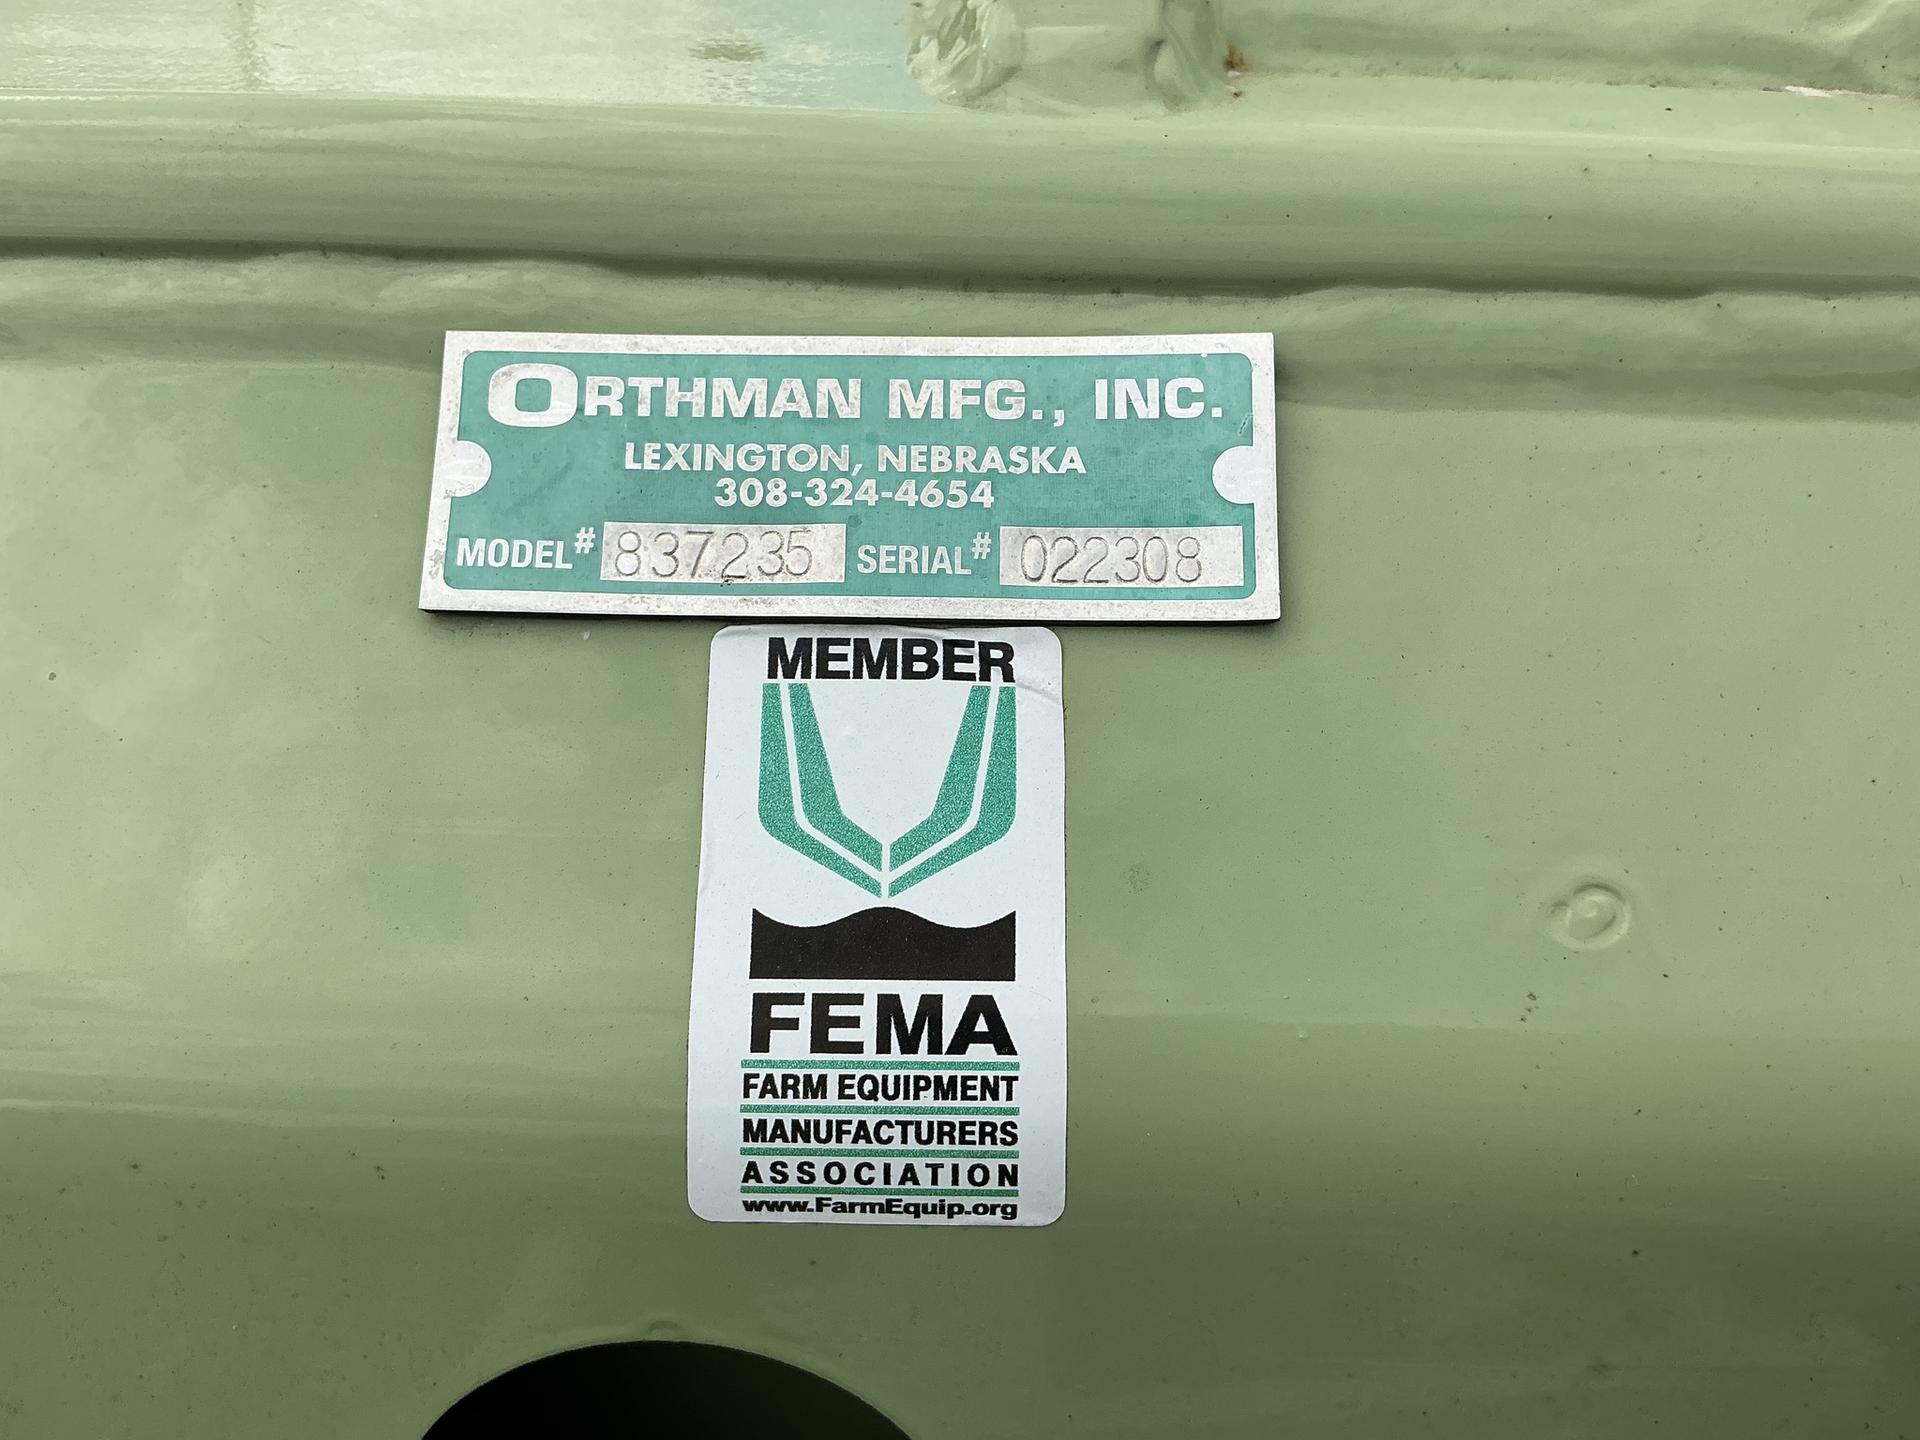 ORTHMAN MFG., INC.
LEXINGTON, NEBRASKA
308-324-4654
MODEL# 837235 SERIAL# 022308
MEMBER
FEMA
FARM EQUIPMENT
MANUFACTURERS
ASSOCIATION
www.FarmEquip.org